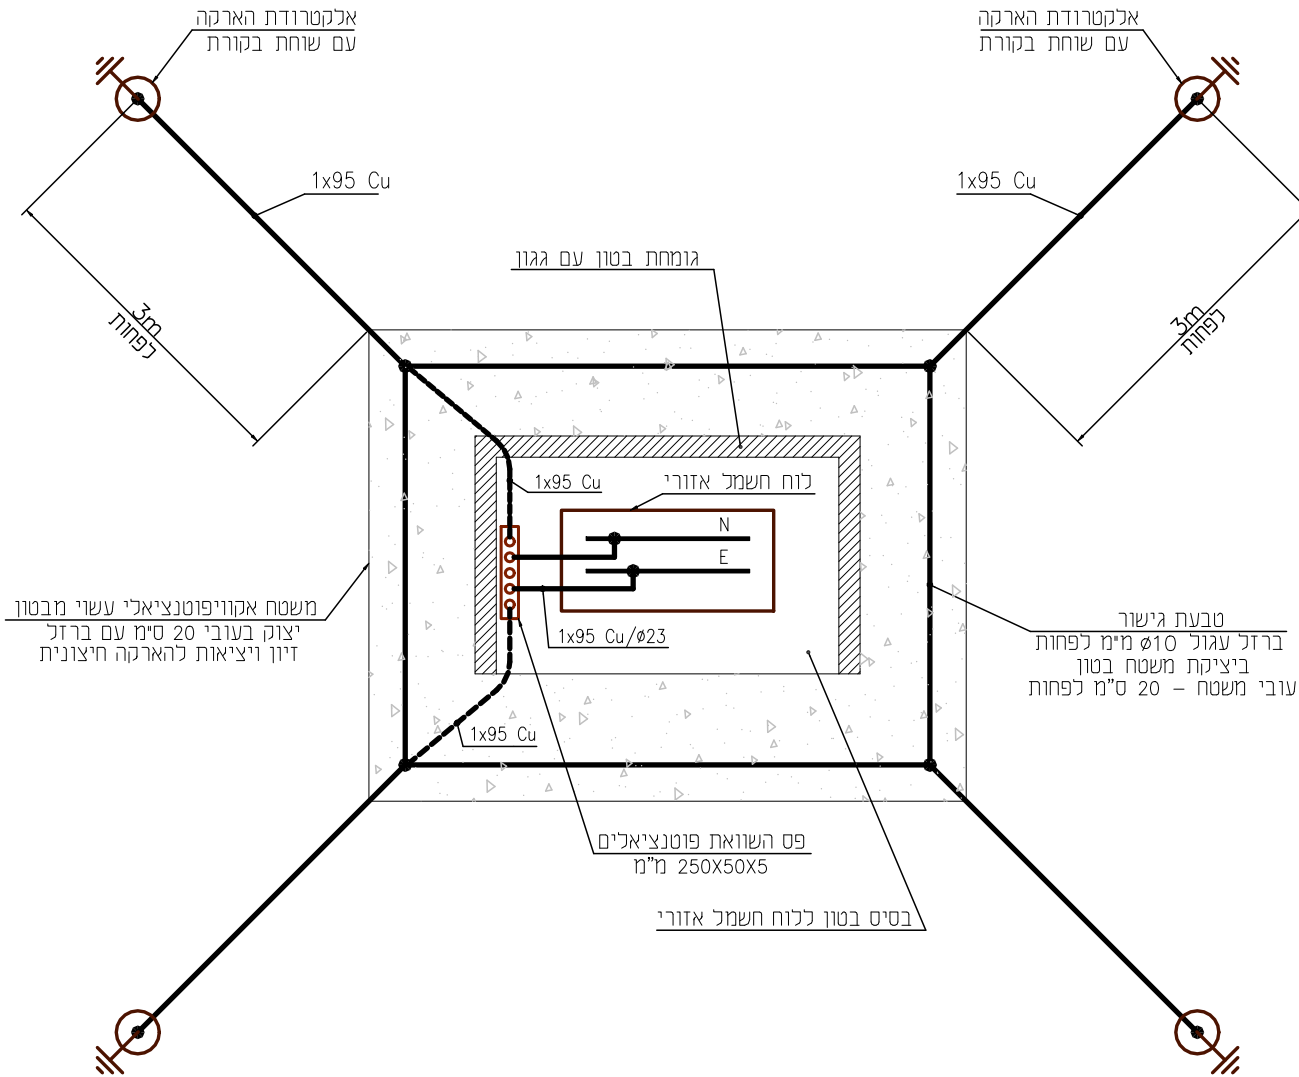 אלקטרודת הארקה
עם שוחת בקורת
אלקטרודת הארקה
עם שוחת בקורת
1x95 Cu
1x95 Cu
גומחת בטון עם גגון
3m
לפחות
3m
לפחות
1x95 Cu
לוח חשמל אזורי
N
E
1x95 Cu/ø23
משטח אקוויפוטנציאלי עשוי מבטון
יצוק בעובי 20 ס"מ עם ברזל
זיון ויציאות להארקה חיצונית
טבעת גישור
ברזל עגול ø10 מ"מ לפחות
ביציקת משטח בטון
עובי משטח – 20 ס"מ לפחות
1x95 Cu
פס השוואת פוטנציאלים
250X50X5 מ"מ
בסיס בטון ללוח חשמל אזורי